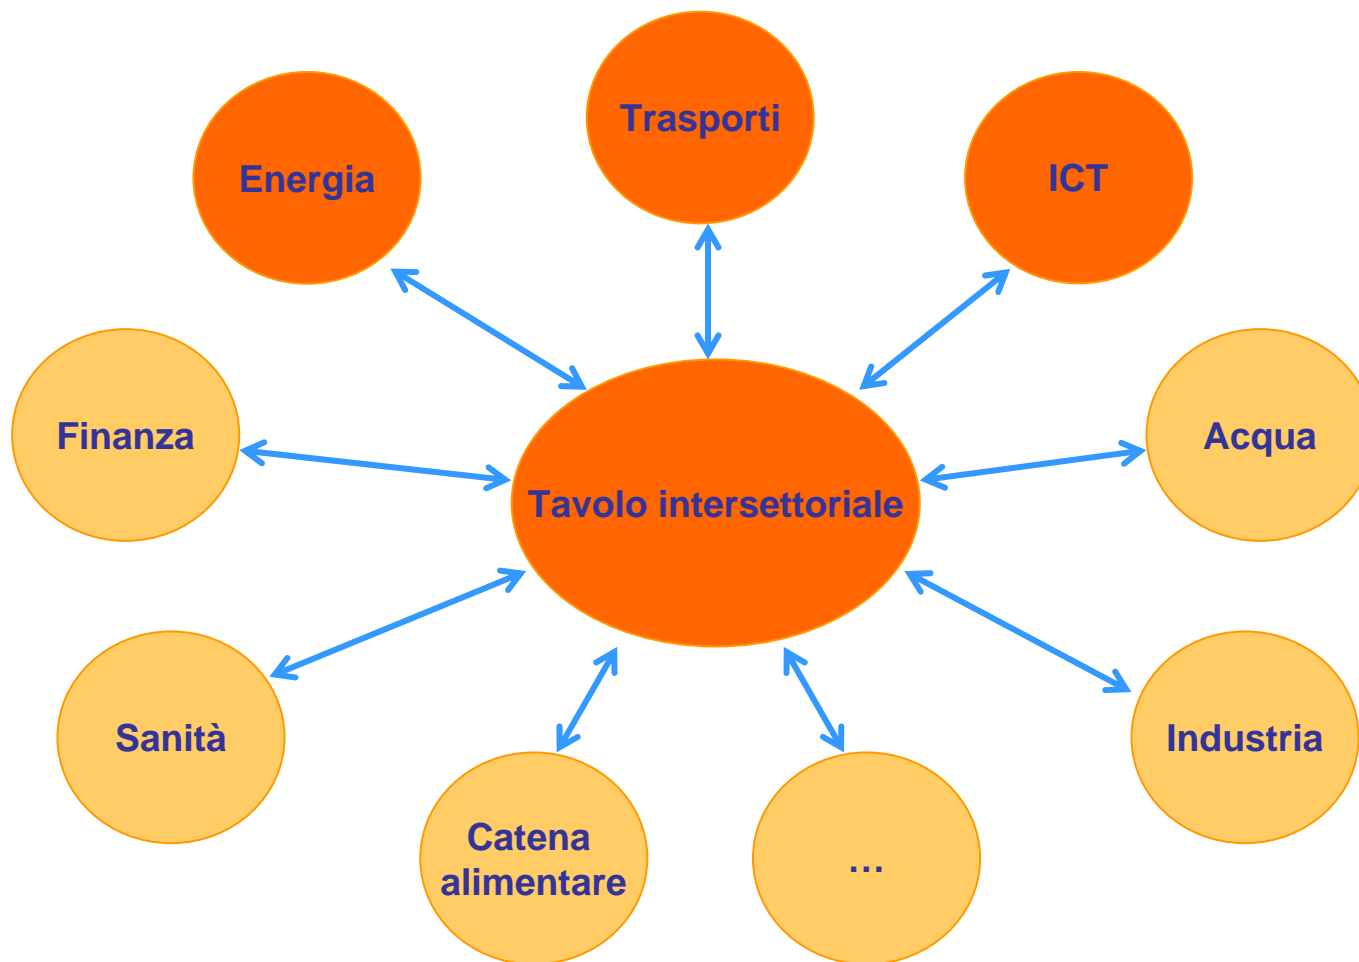 Trasporti
Energia
ICT
Finanza
Acqua
Tavolo intersettoriale
Sanità
Industria
Catena
alimentare
…